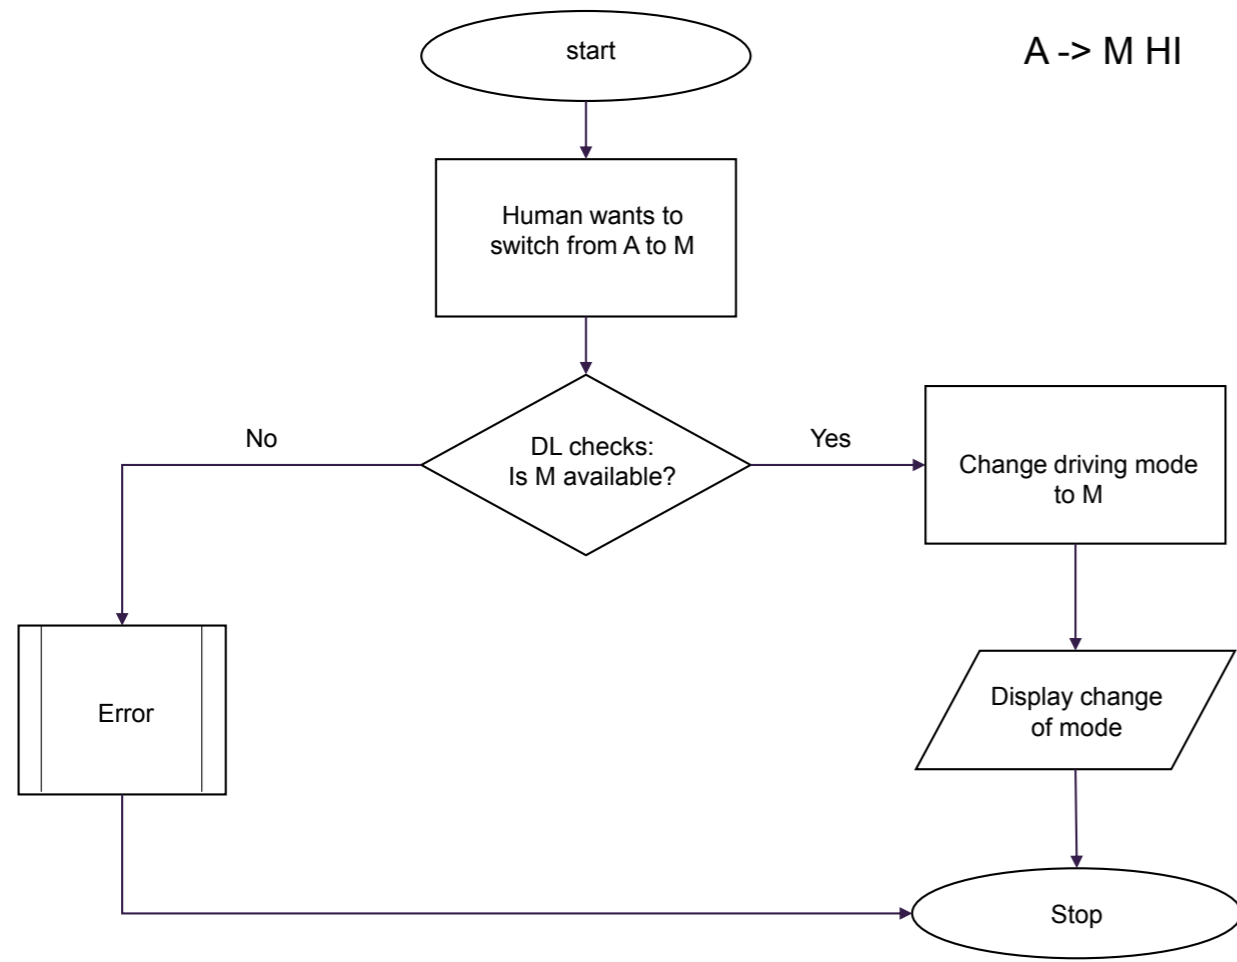 start
A -> M HI
Human wants to
switch from A to M
No
DL checks:
Is M available?
Yes
Change driving mode
to M
Error
Display change
of mode
Stop